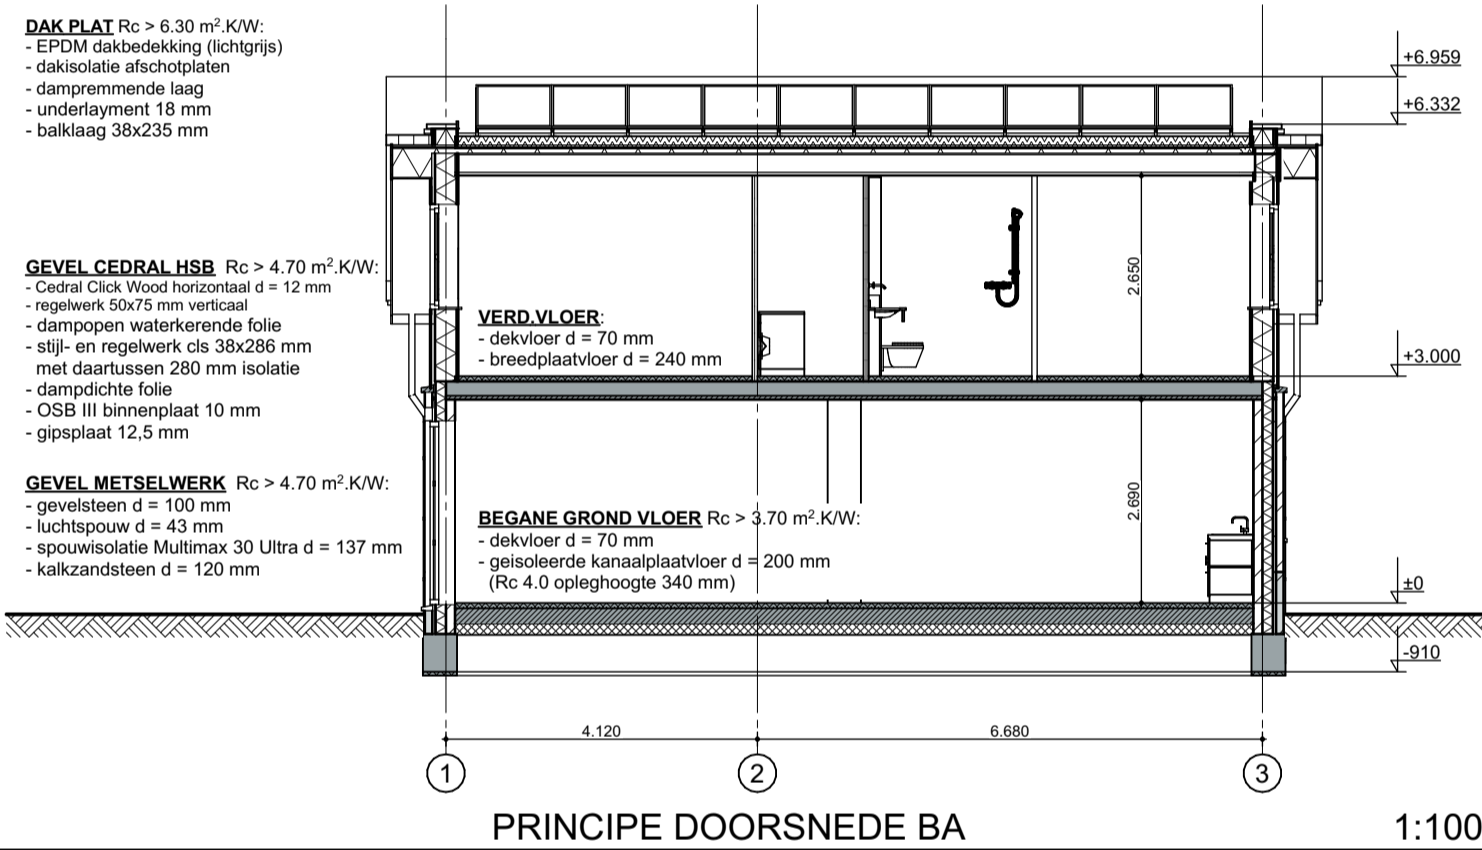 DAK PLAT Rc > 6.30 m².K/W:
- EPDM dakbedekking (lichtgrijs)
- dakisolatie afschotplaten
- dampremmende laag
- underlayment 18 mm
- balklaag 38x235 mm
+6.959
+6.332
GEVEL CEDRAL HSB Rc > 4.70 m².K/W:
- Cedral Click Wood horizontaal d = 12 mm
- regelwerk 50x75 mm verticaal
- dampopen waterkerende folie
- stijl- en regelwerk cls 38x286 mm
met daartussen 280 mm isolatie
- dampdichte folie
- OSB III binnenplaat 10 mm
- gipsplaat 12,5 mm
VERD.VLOER:
- dekvloer d = 70 mm
- breedplaatvloer d = 240 mm
2.650
+3.000
GEVEL METSELWERK Rc > 4.70 m².K/W:
- gevelsteen d = 100 mm
- luchtspouw d = 43 mm
- spouwisolatie Multimax 30 Ultra d = 137 mm
- kalkzandsteen d = 120 mm
BEGANE GROND VLOER Rc > 3.70 m².K/W:
- dekvloer d = 70 mm
- geisoleerde kanaalplaatvloer d = 200 mm
(Rc 4.0 opleghoogte 340 mm)
2.690
±0
-910
4.120
6.680
1
2
3
PRINCIPE DOORSNEDE BA
1:100